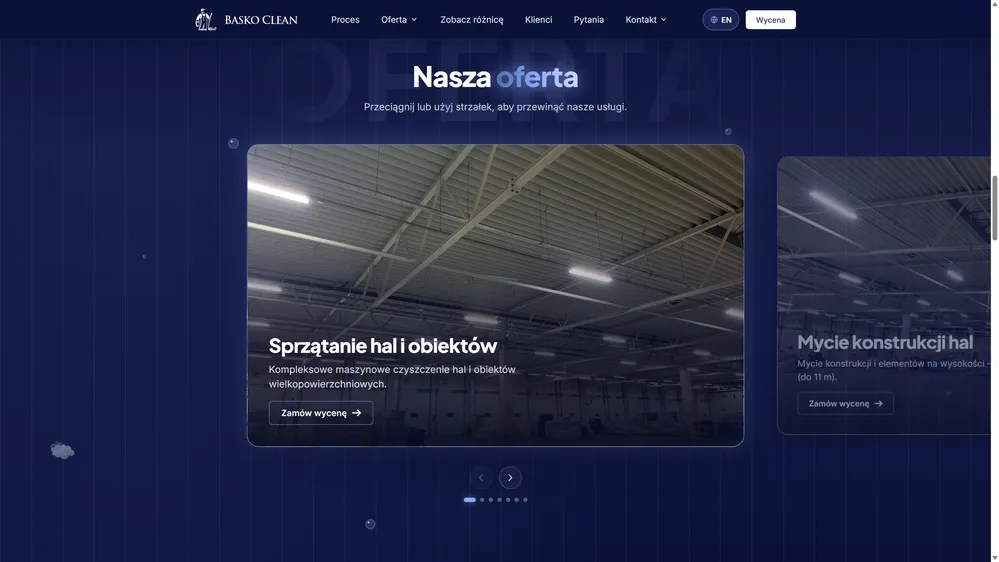 BASKO CLEAN
Proces
Oferta
Zobacz różnicę
Klienci
Pytania
Kontakt
EN
Wycena
OFERTA
Nasza oferta
Przeciągnij lub użyj strzałek, aby przewinąć nasze usługi.
Sprzątanie hal i obiektów
Kompleksowe maszynowe czyszczenie hal i obiektów
wielkopowierzchniowych.
Zamów wycenę
Mycie konstrukcji hal
Mycie konstrukcji i elementów na wysokości –
(do 11 m).
Zamów wycenę